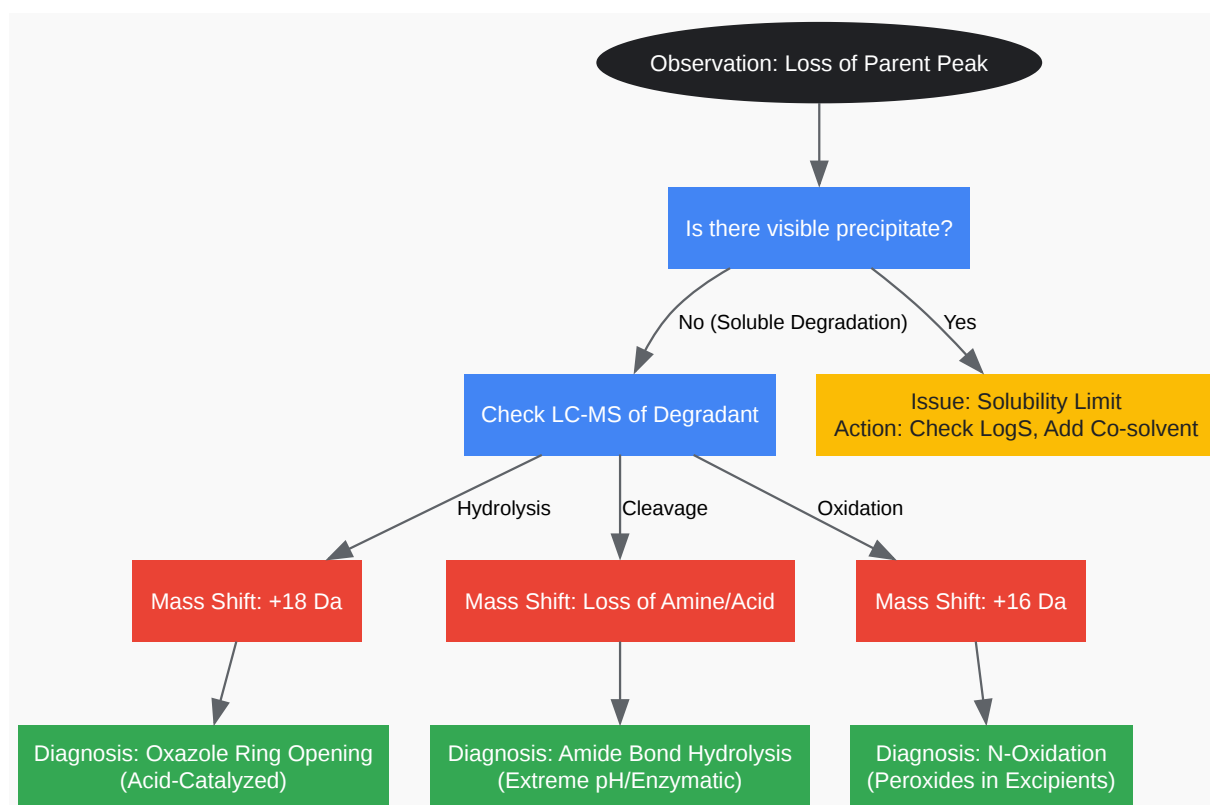 Observation: Loss of Parent Peak
Is there visible precipitate?
No (Soluble Degradation)
Yes
Check LC-MS of Degradant
Issue: Solubility Limit
Action: Check LogS, Add Co-solvent
Hydrolysis
Cleavage
Oxidation
Mass Shift: +18 Da
Mass Shift: Loss of Amine/Acid
Mass Shift: +16 Da
Diagnosis: Oxazole Ring Opening
(Acid-Catalyzed)
Diagnosis: Amide Bond Hydrolysis
(Extreme pH/Enzymatic)
Diagnosis: N-Oxidation
(Peroxides in Excipients)